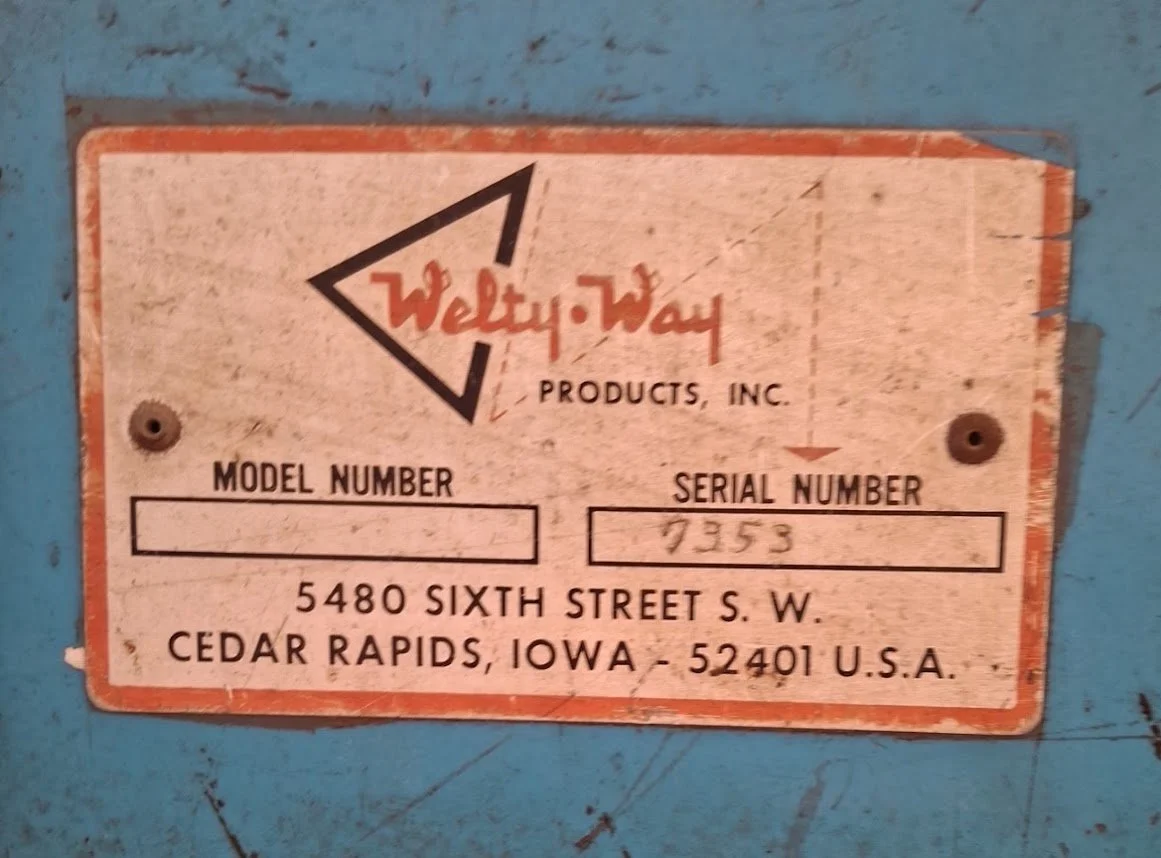 Welty·Way
PRODUCTS, INC.
MODEL NUMBER SERIAL NUMBER
7353
5480 SIXTH STREET S. W.
CEDAR RAPIDS, IOWA - 52401 U.S.A.